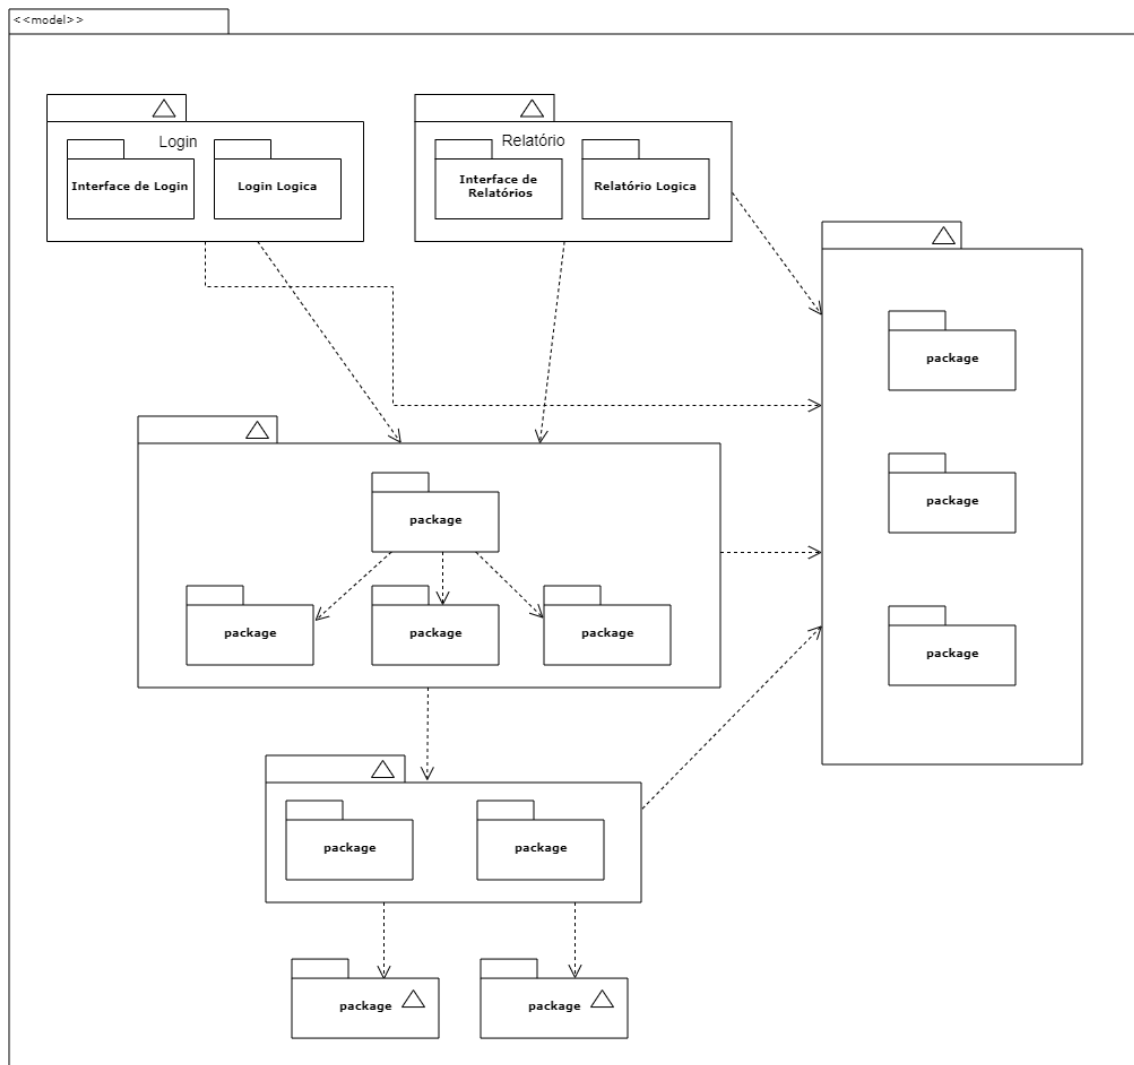 <<model>>
Login
Interface de Login
Login Logica
Relatório
Interface de
Relatórios
Relatório Logica
package
package
package
package
package
package
package
package
package
package
package